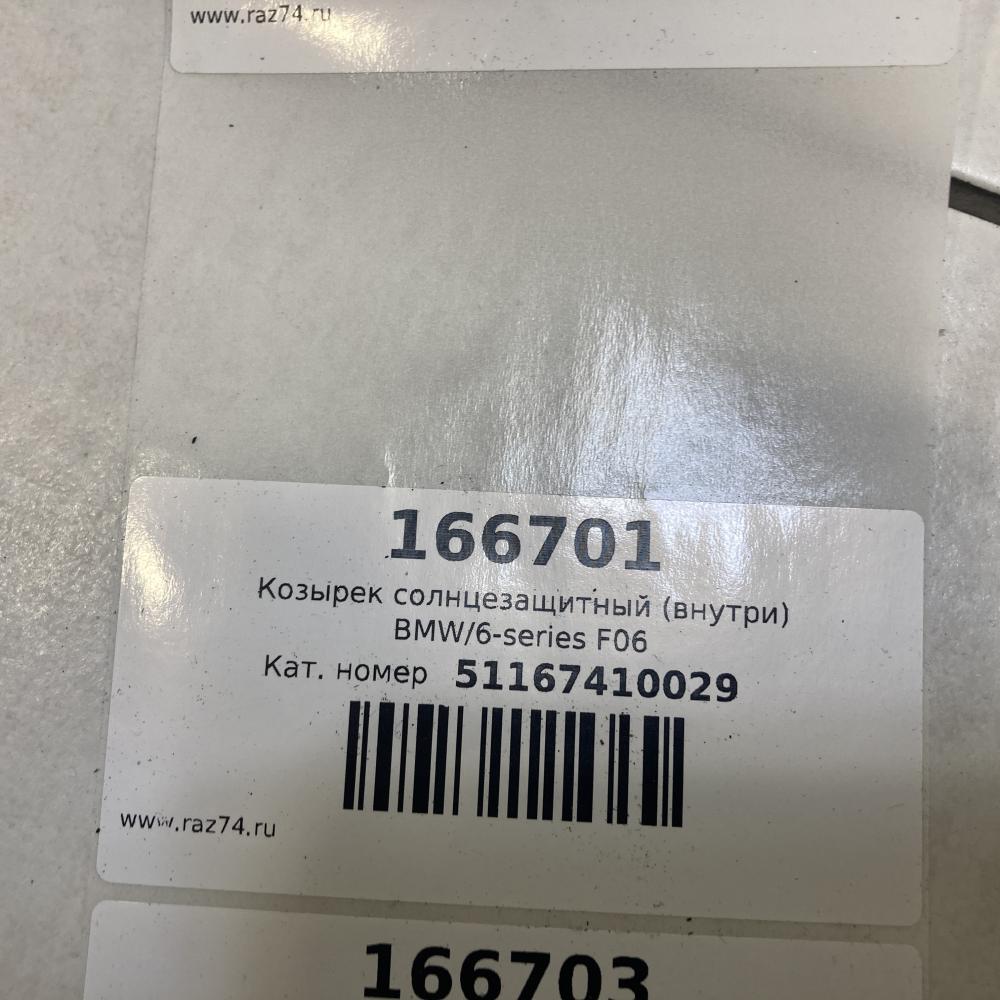 www.raz74.ru
166701
Козырек солнцезащитный (внутри)
BMW/6-series F06
Кат. номер 51167410029
www.raz74.ru
166703